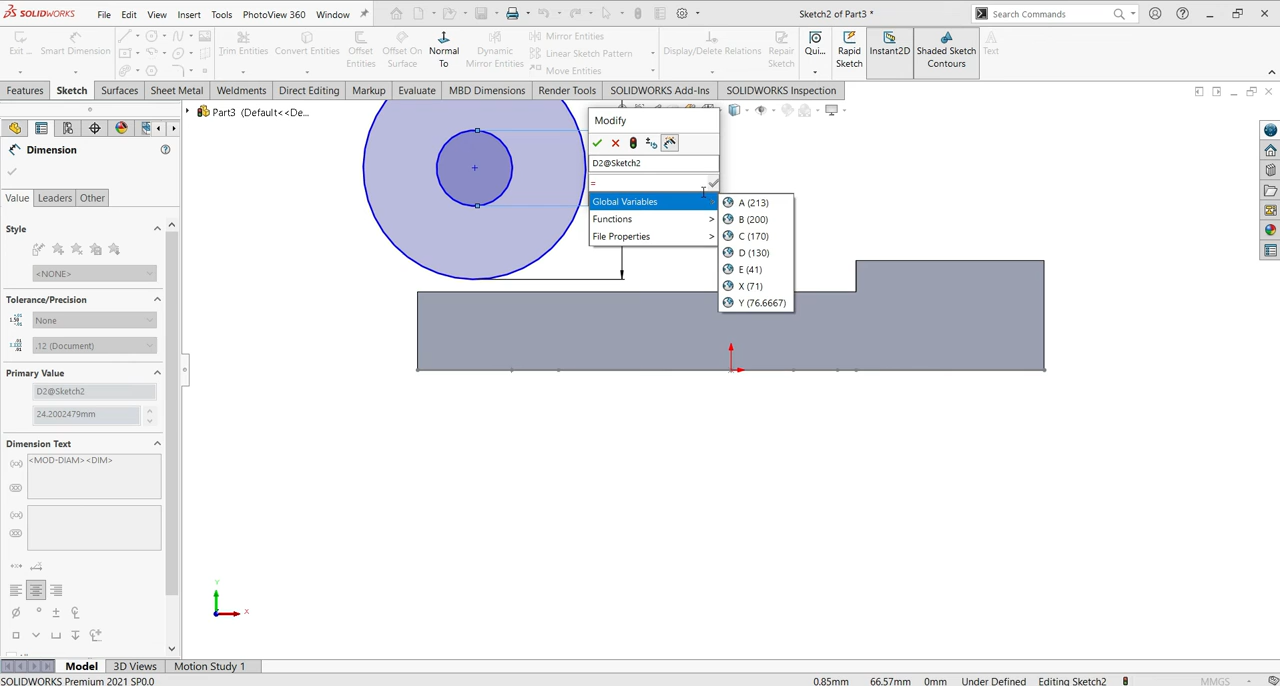 SOLIDWORKS File Edit View Insert Tools PhotoView 360 Window Sketch2 of Part3 * Search Commands
Exit ... Smart Dimension Trim Entities Convert Entities Offset Entities Offset On Surface Normal To Dynamic Mirror Entities Mirror Entities Linear Sketch Pattern Move Entities Display/Delete Relations Repair Sketch Qui... Rapid Sketch Instant2D Shaded Sketch Contours Text
Features Sketch Surfaces Sheet Metal Weldments Direct Editing Markup Evaluate MBD Dimensions Render Tools SOLIDWORKS Add-Ins SOLIDWORKS Inspection
Part3 (Default<<De...
Modify
Dimension
D2@Sketch2
=
Value Leaders Other
Global Variables >
Functions >
File Properties >
A (213)
B (200)
C (170)
D (130)
E (41)
X (71)
Y (76.6667)
Style
<NONE>
Tolerance/Precision
None
.12 (Document)
Primary Value
D2@Sketch2
24.2002479mm
Dimension Text
<MOD-DIAM><DIM>
Y
X
Model 3D Views Motion Study 1
SOLIDWORKS Premium 2021 SP0.0 0.85mm 66.57mm 0mm Under Defined Editing Sketch2 MMGS